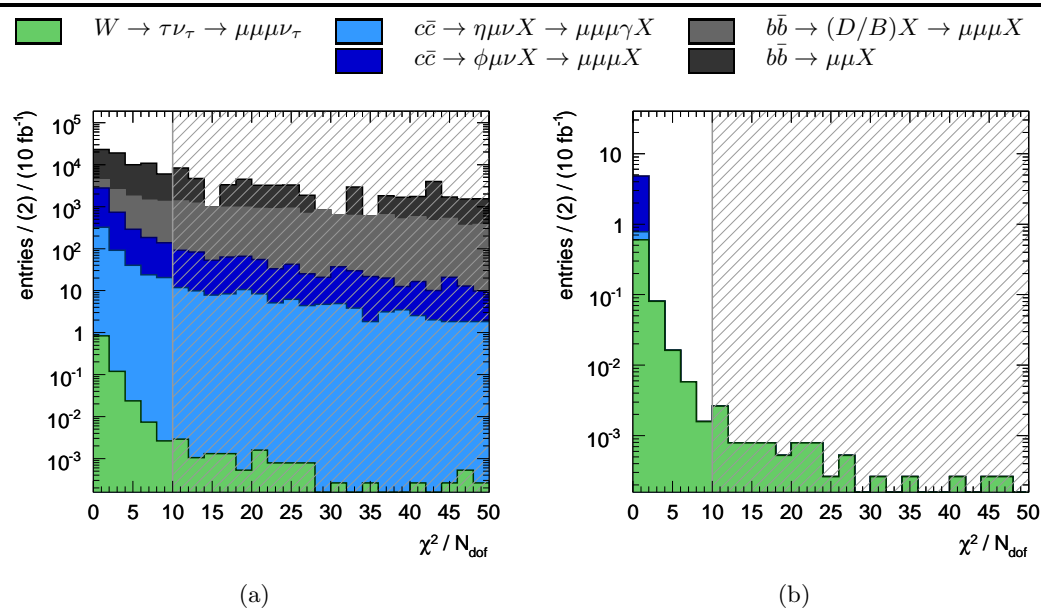 W → τν_τ → μμμν_τ
cc̄ → ημνX → μμμγX
bb̄ → (D/B)X → μμμX
cc̄ → φμνX → μμμX
bb̄ → μμX
entries / (2) / (10 fb⁻¹)
10⁵
10⁴
10³
10²
10
1
10⁻¹
10⁻²
10⁻³
0 5 10 15 20 25 30 35 40 45 50
χ² / N_dof
(a)
entries / (2) / (10 fb⁻¹)
10
1
10⁻¹
10⁻²
10⁻³
0 5 10 15 20 25 30 35 40 45 50
χ² / N_dof
(b)